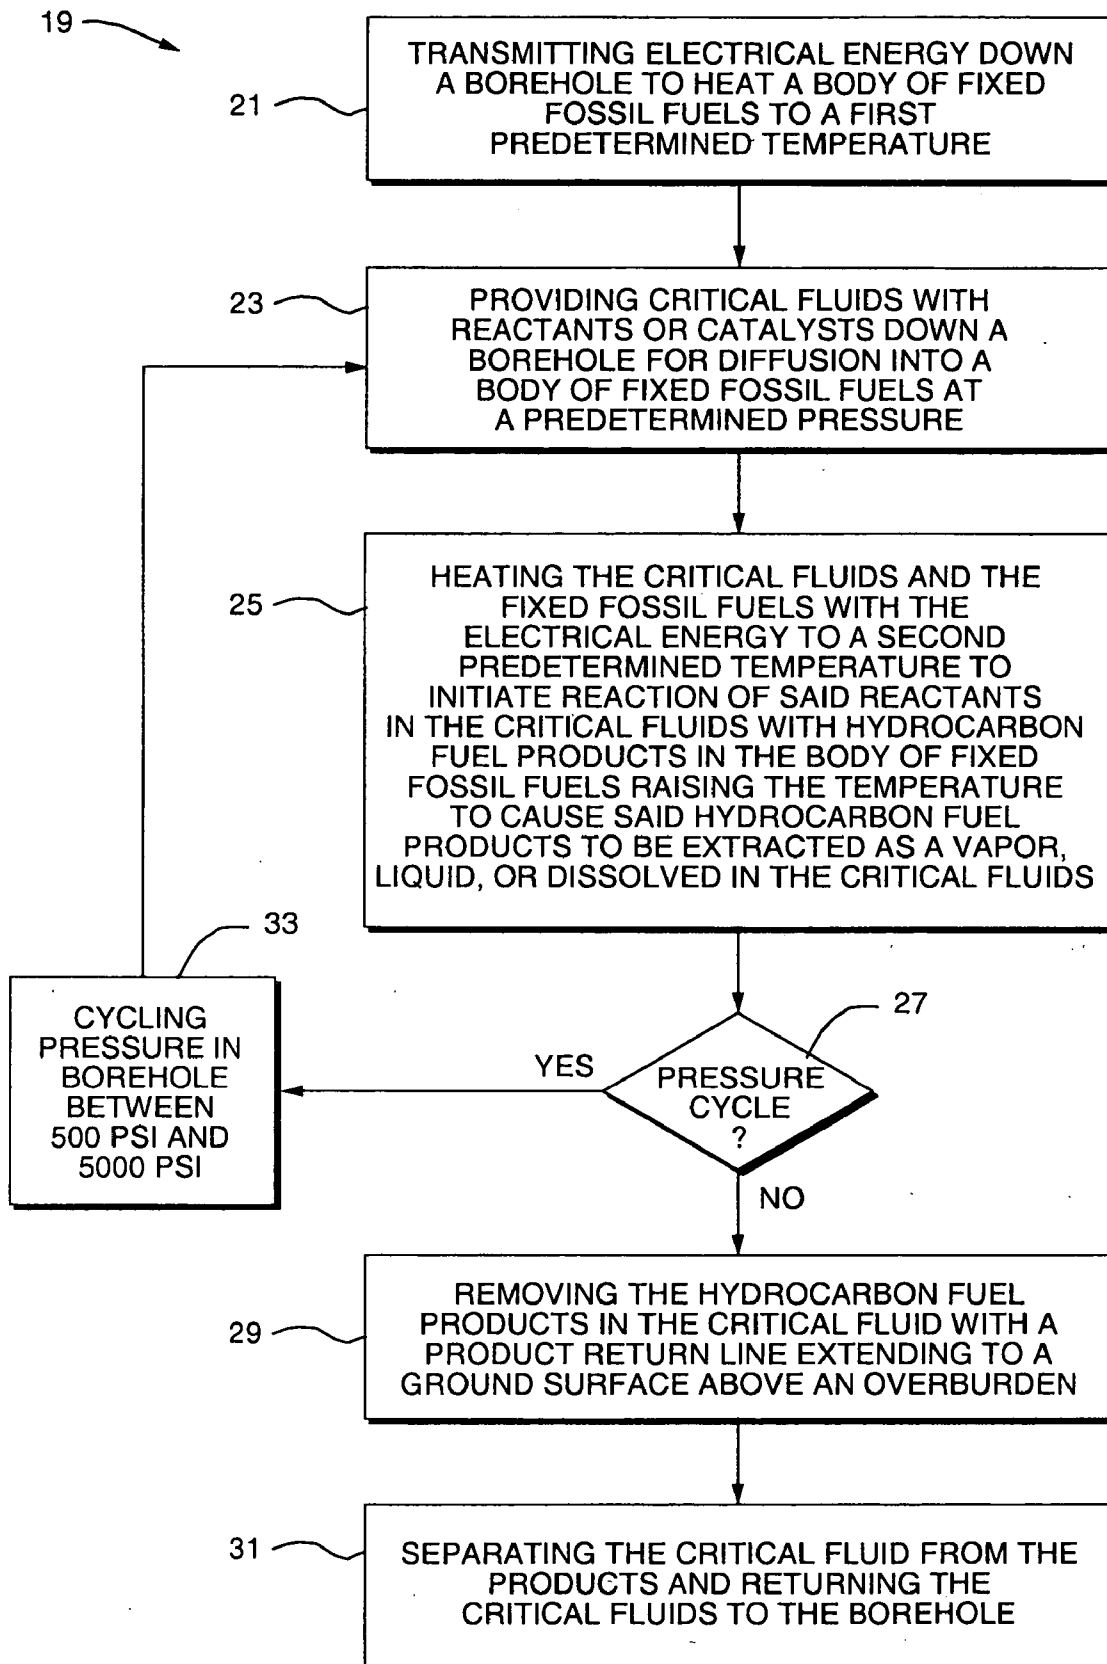 19
TRANSMITTING ELECTRICAL ENERGY DOWN
A BOREHOLE TO HEAT A BODY OF FIXED
FOSSIL FUELS TO A FIRST
PREDETERMINED TEMPERATURE
21
PROVIDING CRITICAL FLUIDS WITH
REACTANTS OR CATALYSTS DOWN A
BOREHOLE FOR DIFFUSION INTO A
BODY OF FIXED FOSSIL FUELS AT
A PREDETERMINED PRESSURE
23
HEATING THE CRITICAL FLUIDS AND THE
FIXED FOSSIL FUELS WITH THE
ELECTRICAL ENERGY TO A SECOND
PREDETERMINED TEMPERATURE TO
INITIATE REACTION OF SAID REACTANTS
IN THE CRITICAL FLUIDS WITH HYDROCARBON
FUEL PRODUCTS IN THE BODY OF FIXED
FOSSIL FUELS RAISING THE TEMPERATURE
TO CAUSE SAID HYDROCARBON FUEL
PRODUCTS TO BE EXTRACTED AS A VAPOR,
LIQUID, OR DISSOLVED IN THE CRITICAL FLUIDS
25
33
CYCLING
PRESSURE IN
BOREHOLE
BETWEEN
500 PSI AND
5000 PSI
YES
27
PRESSURE
CYCLE
?
NO
REMOVING THE HYDROCARBON FUEL
PRODUCTS IN THE CRITICAL FLUID WITH A
PRODUCT RETURN LINE EXTENDING TO A
GROUND SURFACE ABOVE AN OVERBURDEN
29
SEPARATING THE CRITICAL FLUID FROM THE
PRODUCTS AND RETURNING THE
CRITICAL FLUIDS TO THE BOREHOLE
31